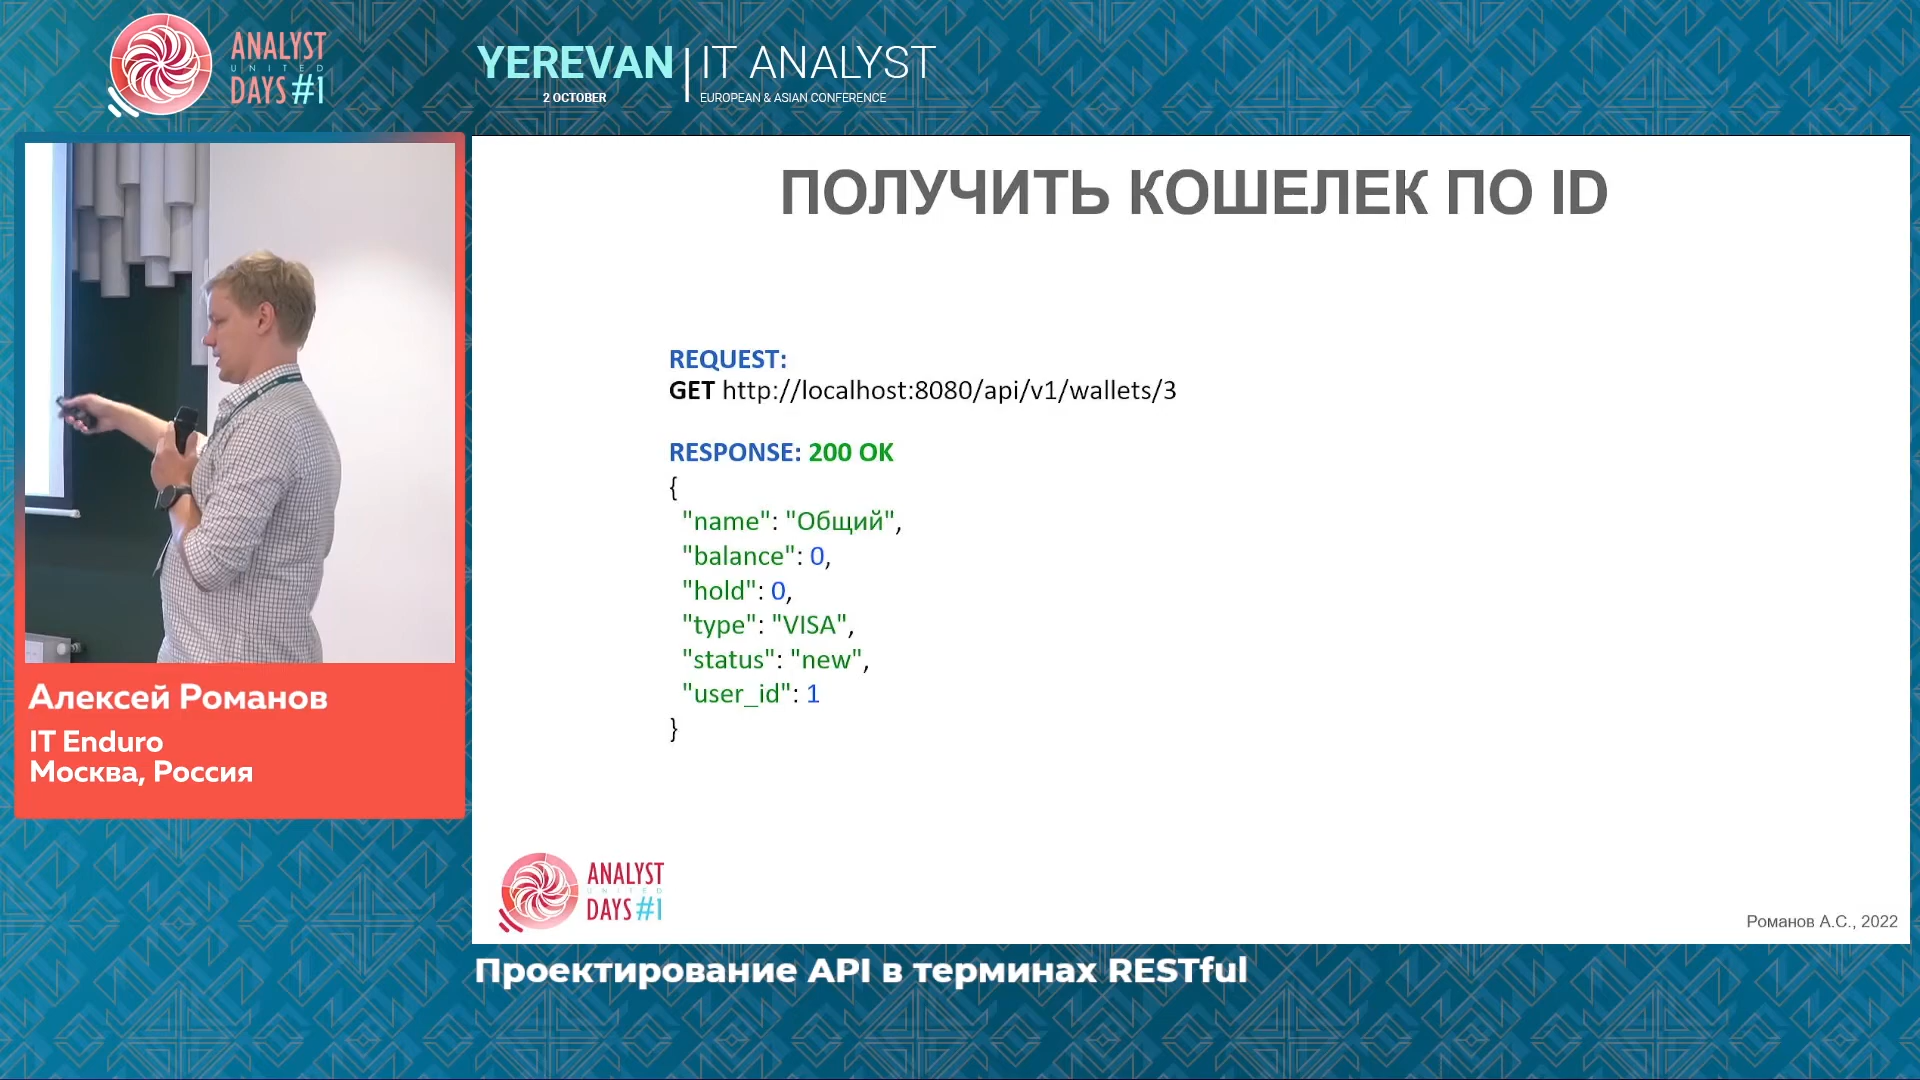 ANALYST
UNITED
DAYS #1
YEREVAN
2 OCTOBER
IT ANALYST
EUROPEAN & ASIAN CONFERENCE
Алексей Романов
IT Enduro
Москва, Россия
ПОЛУЧИТЬ КОШЕЛЕК ПО ID
REQUEST:
GET http://localhost:8080/api/v1/wallets/3
RESPONSE: 200 OK
{
"name": "Общий",
"balance": 0,
"hold": 0,
"type": "VISA",
"status": "new",
"user_id": 1
}
ANALYST
UNITED
DAYS #1
Романов А.С., 2022
Проектирование API в терминах RESTful